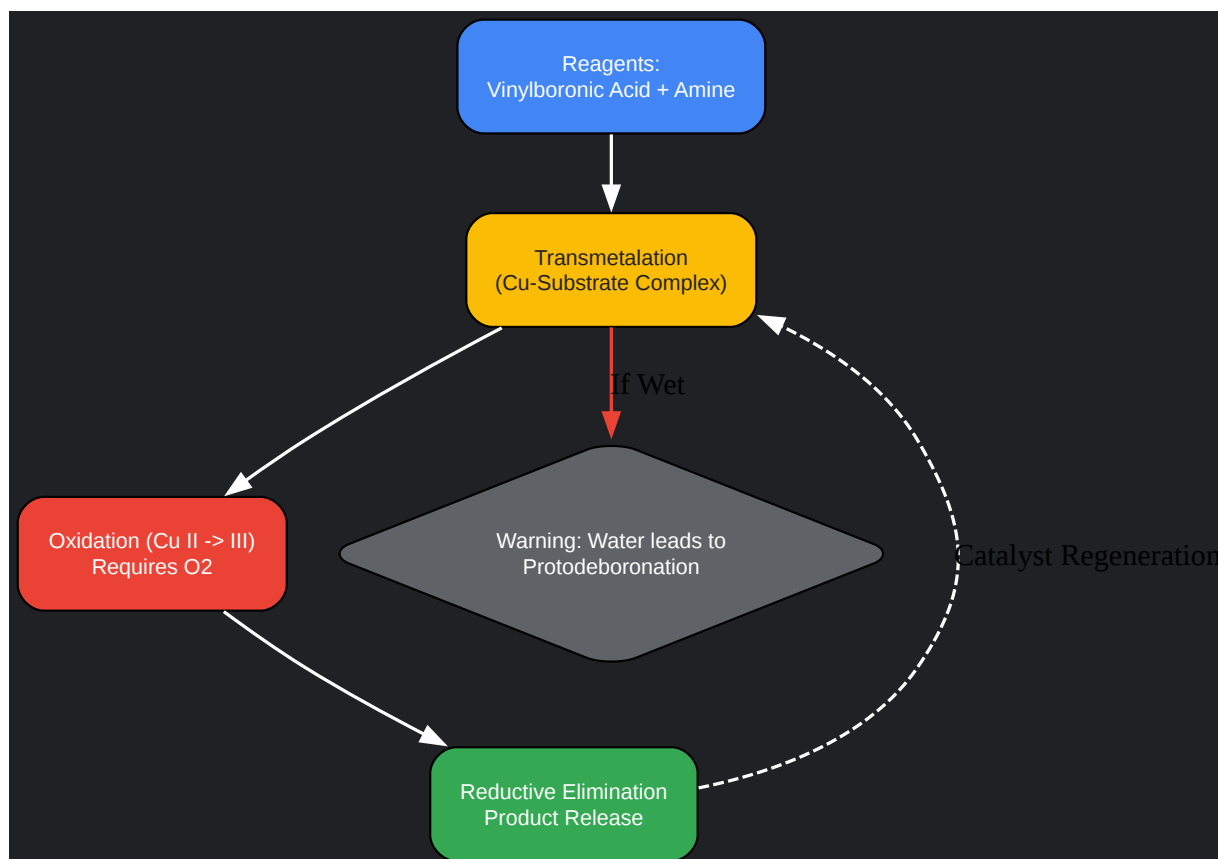 Reagents:
Vinylboronic Acid + Amine
Transmetalation
(Cu-Substrate Complex)
If Wet
Oxidation (Cu II -> III)
Requires O2
Warning: Water leads to
Protodeboronation
Catalyst Regeneration
Reductive Elimination
Product Release